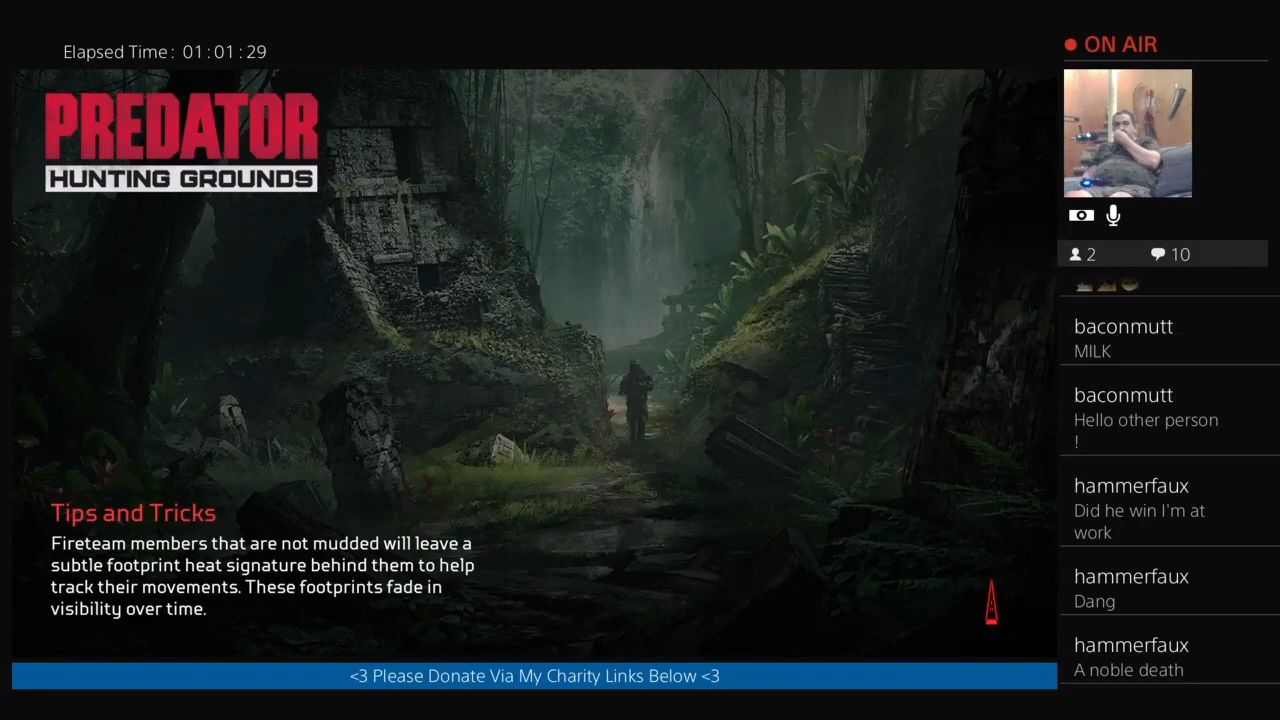 Elapsed Time: 01:01:29
ON AIR
PREDATOR
HUNTING GROUNDS
2
10
baconmutt
MILK
baconmutt
Hello other person
!
hammerfaux
Did he win I'm at
work
hammerfaux
Dang
hammerfaux
A noble death
Tips and Tricks
Fireteam members that are not mudded will leave a
subtle footprint heat signature behind them to help
track their movements. These footprints fade in
visibility over time.
<3 Please Donate Via My Charity Links Below <3